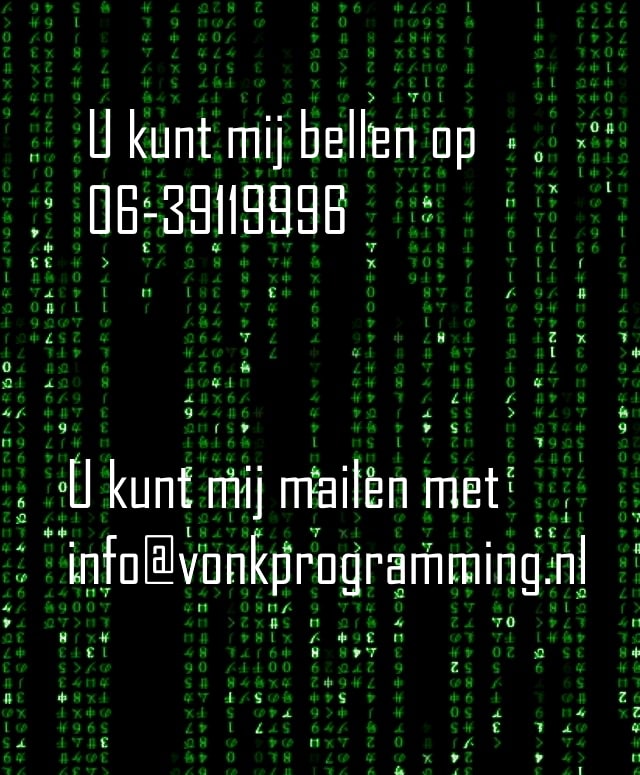 U kunt mij bellen op
06-39119996
U kunt mij mailen met
info@vonkprogramming.nl